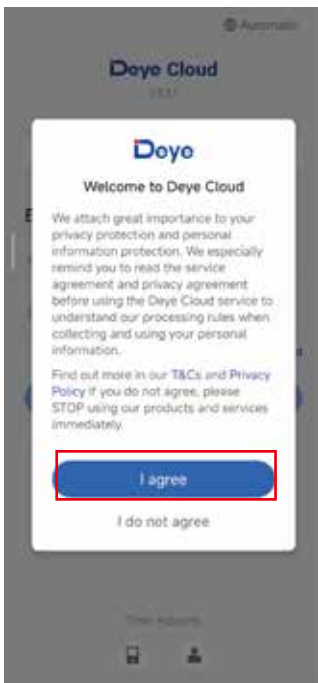 Automatic
Deye Cloud
Deye
Welcome to Deye Cloud
We attach great importance to your
privacy protection and personal
information protection. We especially
remind you to read the service
agreement and privacy agreement
before using the Deye Cloud service to
understand our processing rules when
collecting and using your personal
information.
Find out more in our T&Cs and Privacy
Policy If you do not agree, please
STOP using our products and services
immediately.
I agree
I do not agree